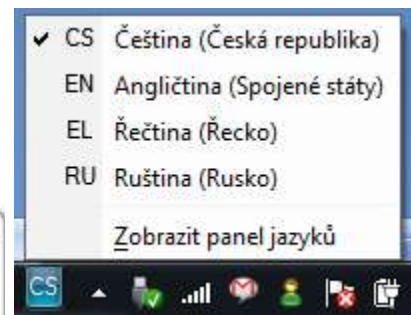 CS Čeština (Česká republika)
EN Angličtina (Spojené státy)
EL Řečtina (Řecko)
RU Ruština (Rusko)
Zobrazit panel jazyků
CS